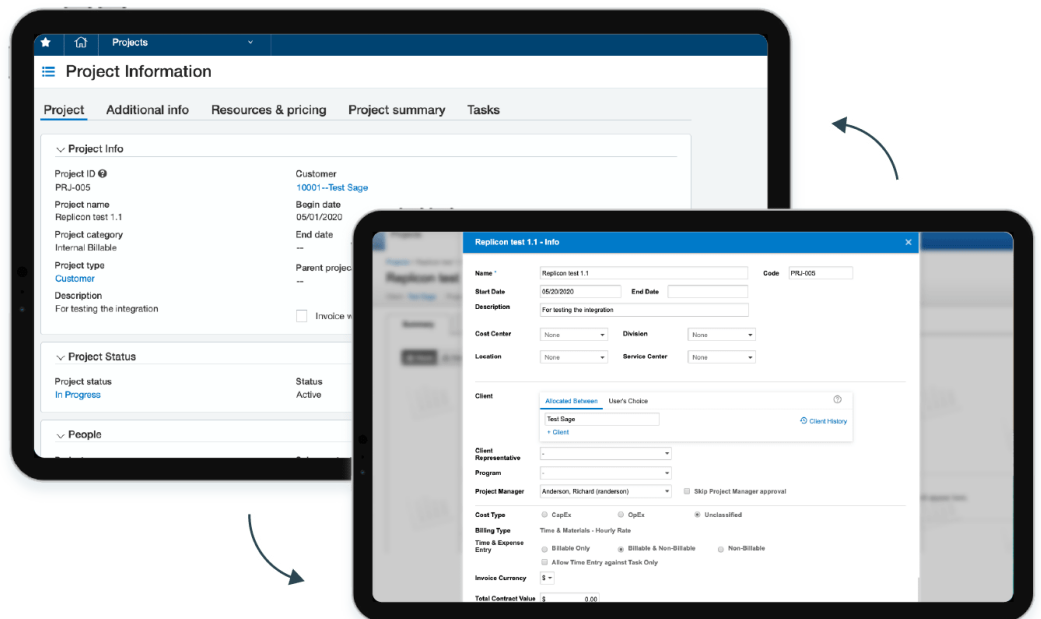 Projects
Project Information
Project Additional info Resources & pricing Project summary Tasks
Project Info
Project ID
PRJ-005
Customer
10001--Test Sage
Project name
Replicon test 1.1
Begin date
05/01/2020
Project category
Internal Billable
End date
--
Project type
Customer
Parent projec
--
Description
For testing the integration
Invoice w
Project Status
Project status
In Progress
Status
Active
People
Replicon test 1.1 - Info
Name * Replicon test 1.1 Code PRJ-005
Start Date 05/20/2020 End Date
Description For testing the integration
Cost Center None Division None
Location None Service Center None
Client Allocated Between User's Choice
Test Sage Client History
+ Client
Client
Representative -
Program -
Project Manager Anderson, Richard (randerson) Skip Project Manager approval
Cost Type CapEx OpEx Unclassified
Billing Type Time & Materials - Hourly Rate
Time & Expense
Entry Billable Only Billable & Non-Billable Non-Billable
Allow Time Entry against Task Only
Invoice Currency $
Total Contract Value $ 0.00